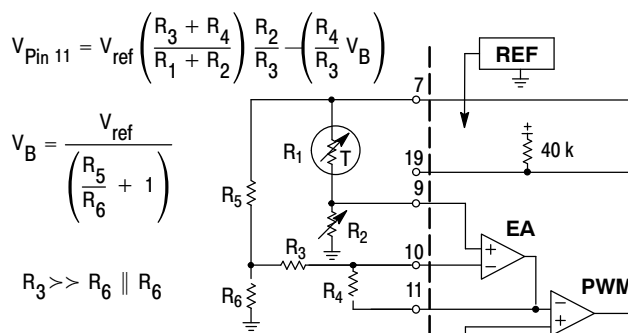 V_Pin 11 = V_ref ( (R_3 + R_4) / (R_1 + R_2) ) R_2 / R_3 − ( R_4 / R_3 V_B )
V_B = V_ref / ( R_5 / R_6 + 1 )
R_3 >> R_6 ∥ R_6
REF
7
R_1
T
+
40 k
19
9
R_5
R_2
EA
+
−
R_3
10
R_6
R_4
11
PWM
−
+